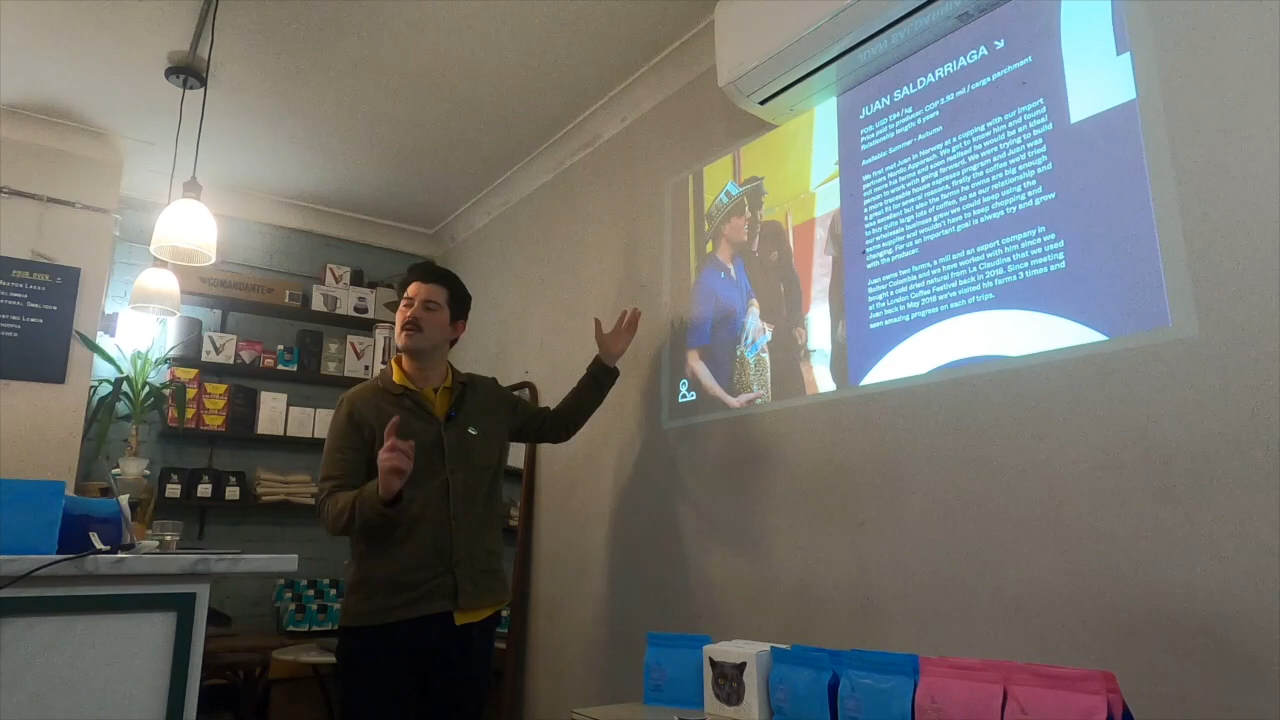 JUAN SALDARRIAGA ↘
FOB: USD 7.94 / kg
Price paid to producer: COP 3.93 mil / carga parchment
Relationship length: 6 years
Available: Summer - Autumn
We first met Juan in Norway at a cupping with our import
partners Nordic Approach. We got to know him and found
out more about his farms and soon realised he would be an ideal
person to work with going forward. We were trying to build
a more traceable house espresso program and Juan was
a great fit for several reasons. Firstly the coffee we'd tried
was excellent but also the farms he owns are big enough
to buy quite large lots of coffee, so as our relationship and
our wholesale business grew we could keep using the
same supplier and wouldn't have to keep chopping and
changing. For us an important goal is always try and grow
with the producer.
Juan owns two farms, a mill and an export company in
Bolivar Colombia and we have worked with him since we
bought a cold dried natural from La Claudina that we used
at the London Coffee Festival back in 2018. Since meeting
Juan back in May 2018 we've visited his farms 3 times and
seen amazing progress on each of trips.
COMANDANTE
POUR OVER
COLOMBIA